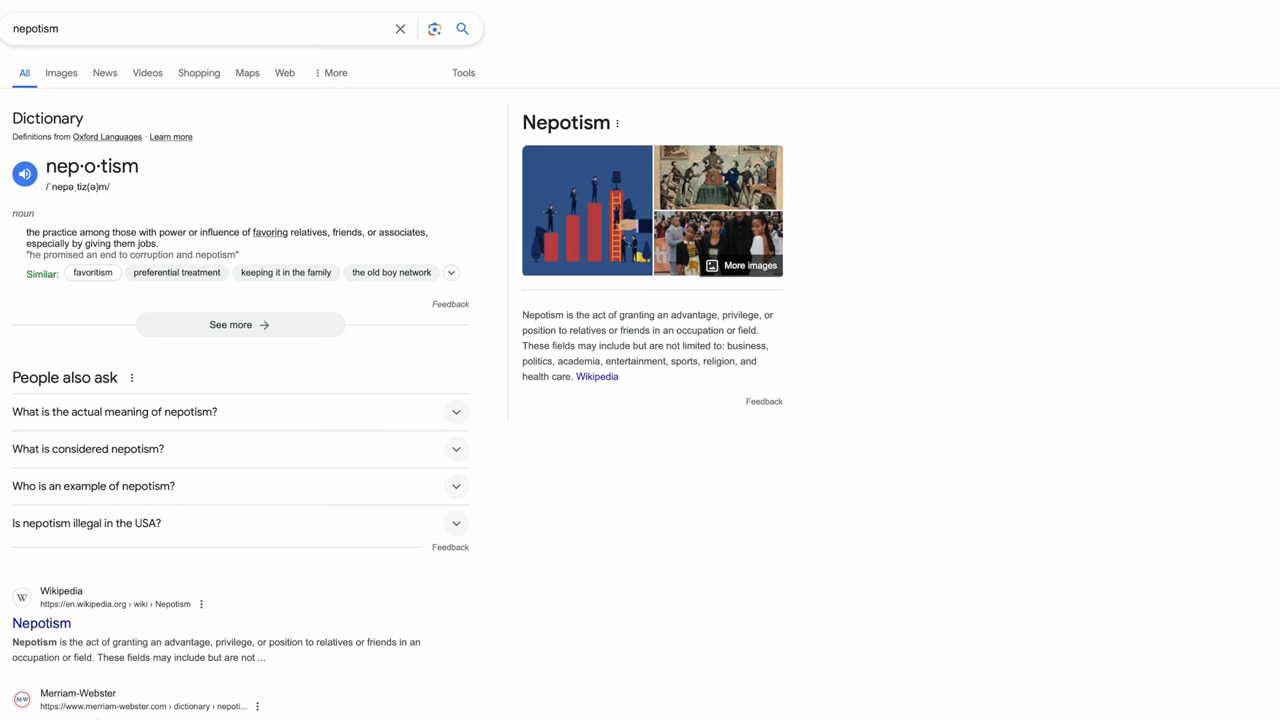 nepotism
All Images News Videos Shopping Maps Web More Tools
Dictionary
Definitions from Oxford Languages · Learn more
nep·o·tism
/ˈnepəˌtiz(ə)m/
noun
the practice among those with power or influence of favoring relatives, friends, or associates,
especially by giving them jobs.
"he promised an end to corruption and nepotism"
Similar: favoritism preferential treatment keeping it in the family the old boy network
Feedback
See more
People also ask
What is the actual meaning of nepotism?
What is considered nepotism?
Who is an example of nepotism?
Is nepotism illegal in the USA?
Feedback
W
Wikipedia
https://en.wikipedia.org › wiki › Nepotism
Nepotism
Nepotism is the act of granting an advantage, privilege, or position to relatives or friends in an
occupation or field. These fields may include but are not ...
M-W
Merriam-Webster
https://www.merriam-webster.com › dictionary › nepoti...
Nepotism
More images
Nepotism is the act of granting an advantage, privilege, or
position to relatives or friends in an occupation or field.
These fields may include but are not limited to: business,
politics, academia, entertainment, sports, religion, and
health care. Wikipedia
Feedback